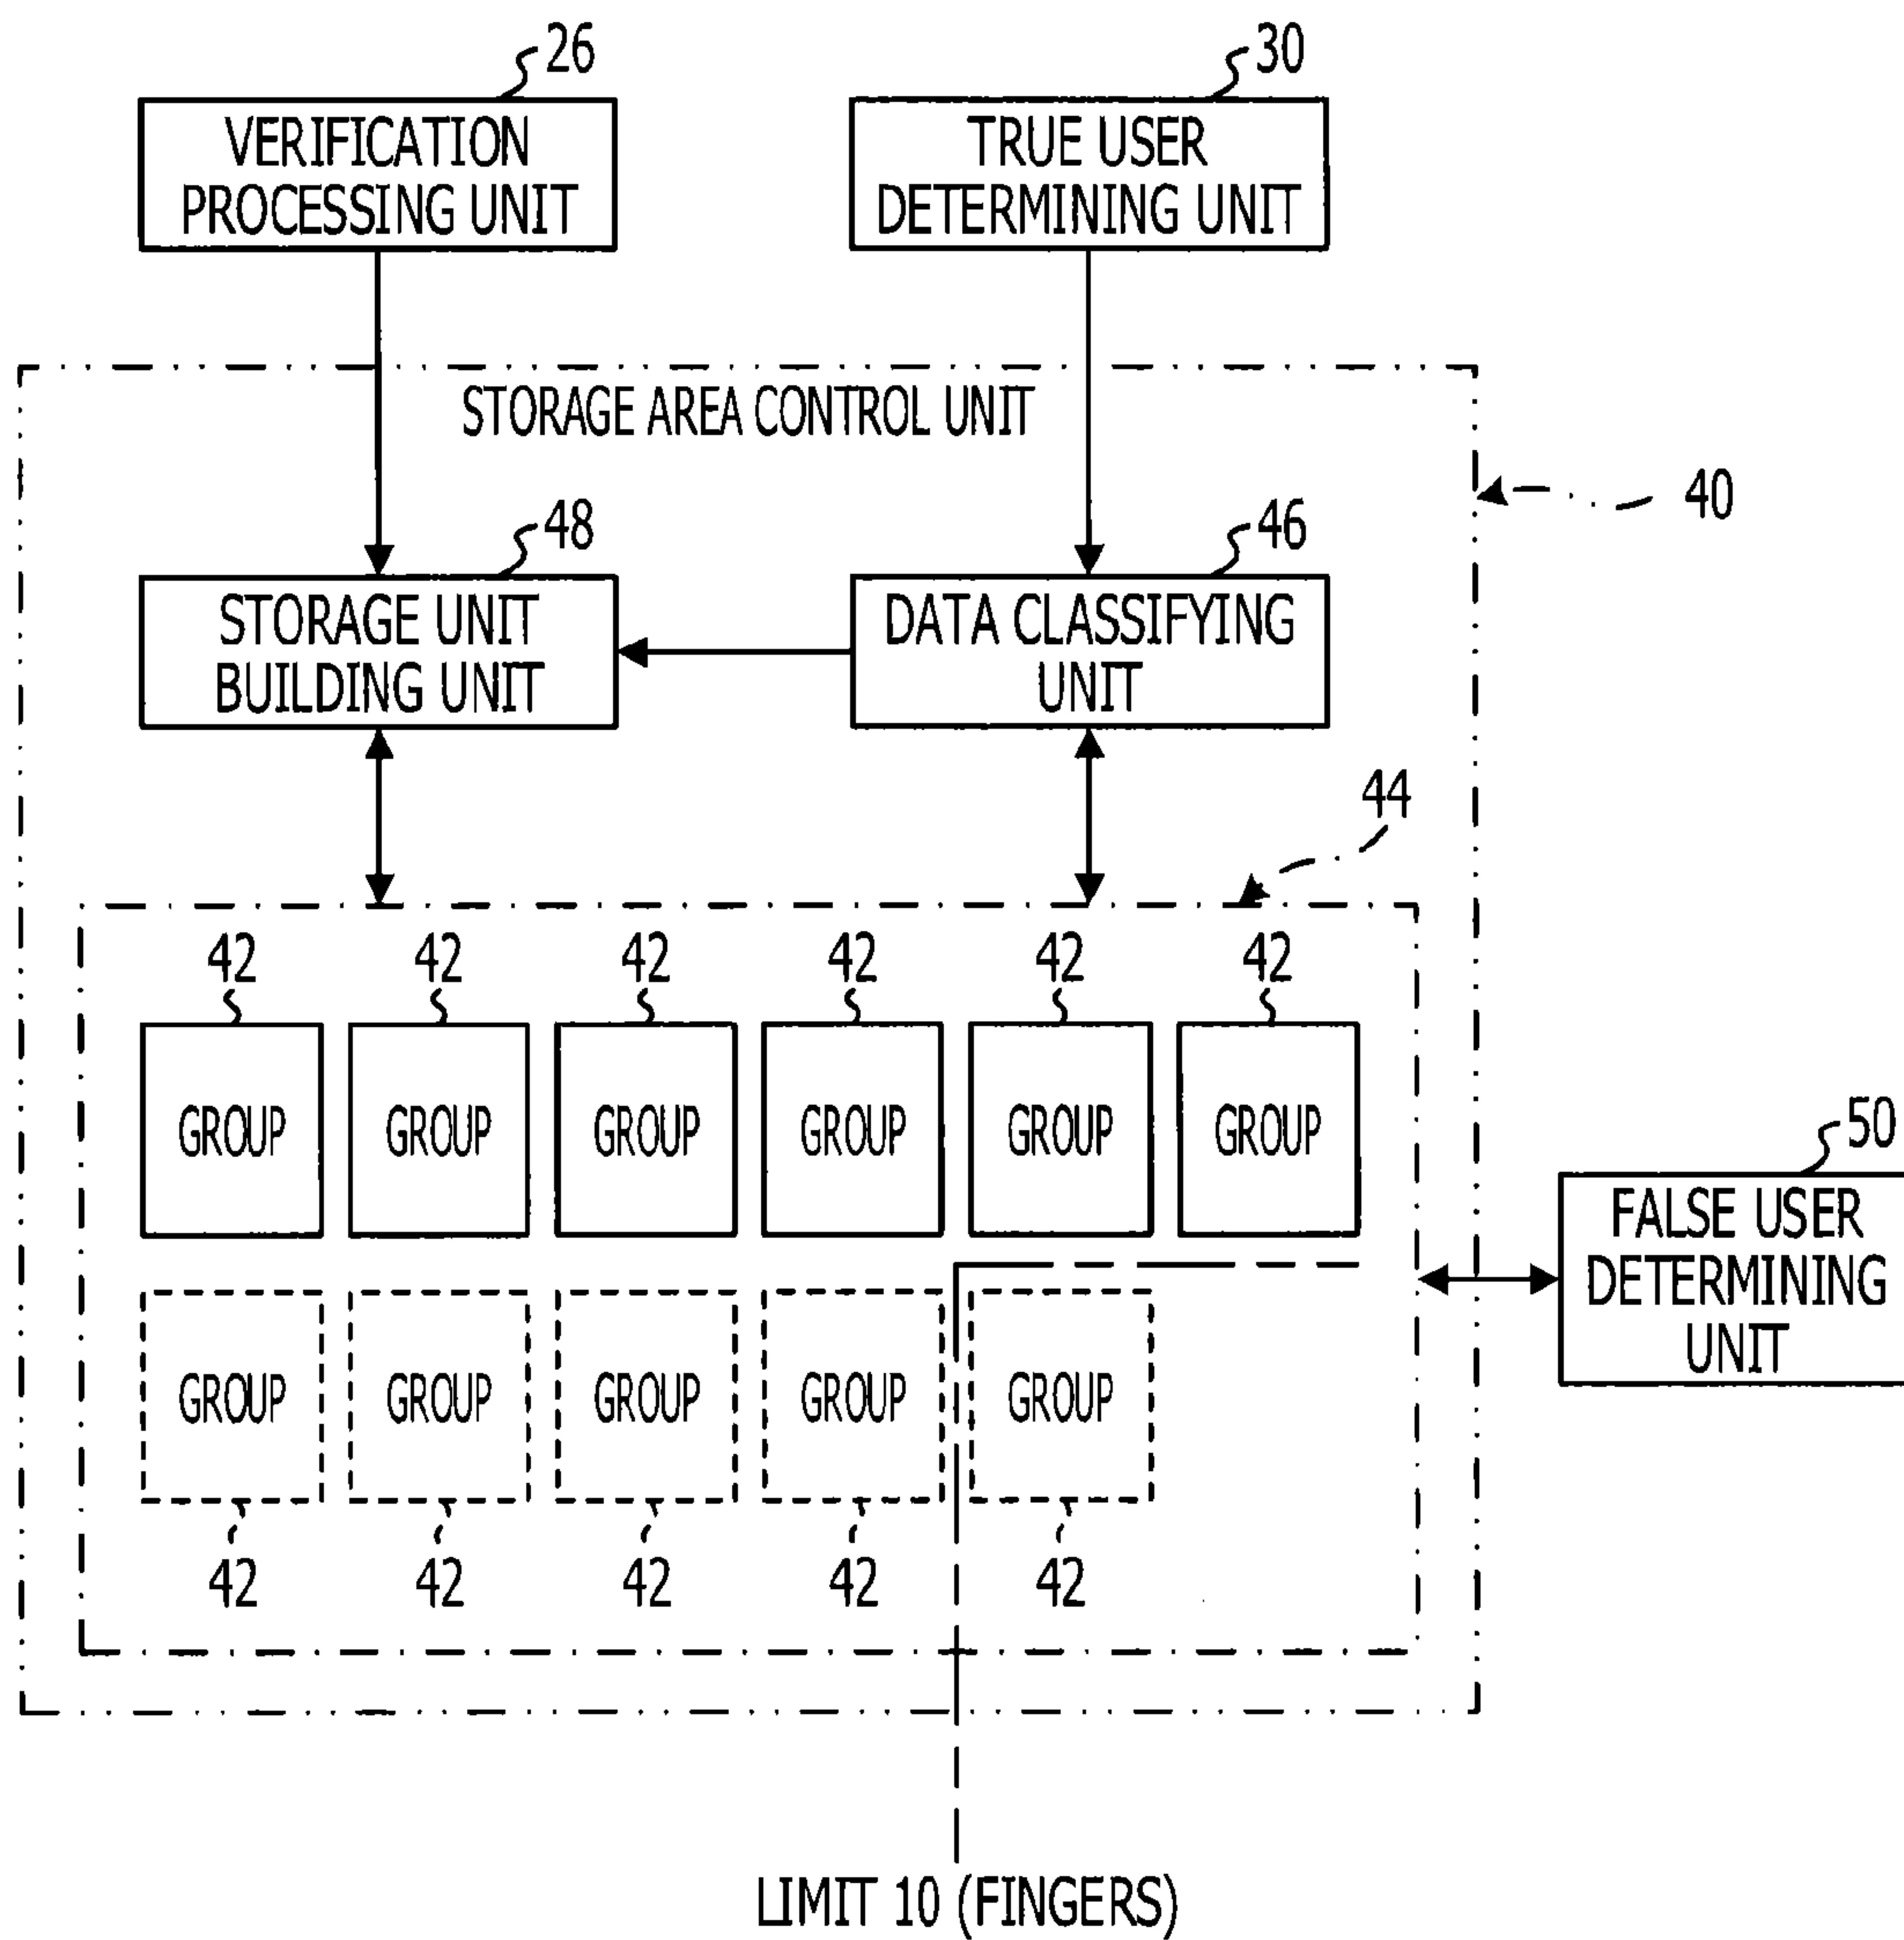 26
30
VERIFICATION
PROCESSING UNIT
TRUE USER
DETERMINING UNIT
STORAGE AREA CONTROL UNIT
40
48
46
STORAGE UNIT
BUILDING UNIT
DATA CLASSIFYING
UNIT
44
42 42 42 42 42 42
GROUP GROUP GROUP GROUP GROUP GROUP
50
FALSE USER
DETERMINING
UNIT
GROUP GROUP GROUP GROUP GROUP
42 42 42 42 42
LIMIT 10 (FINGERS)